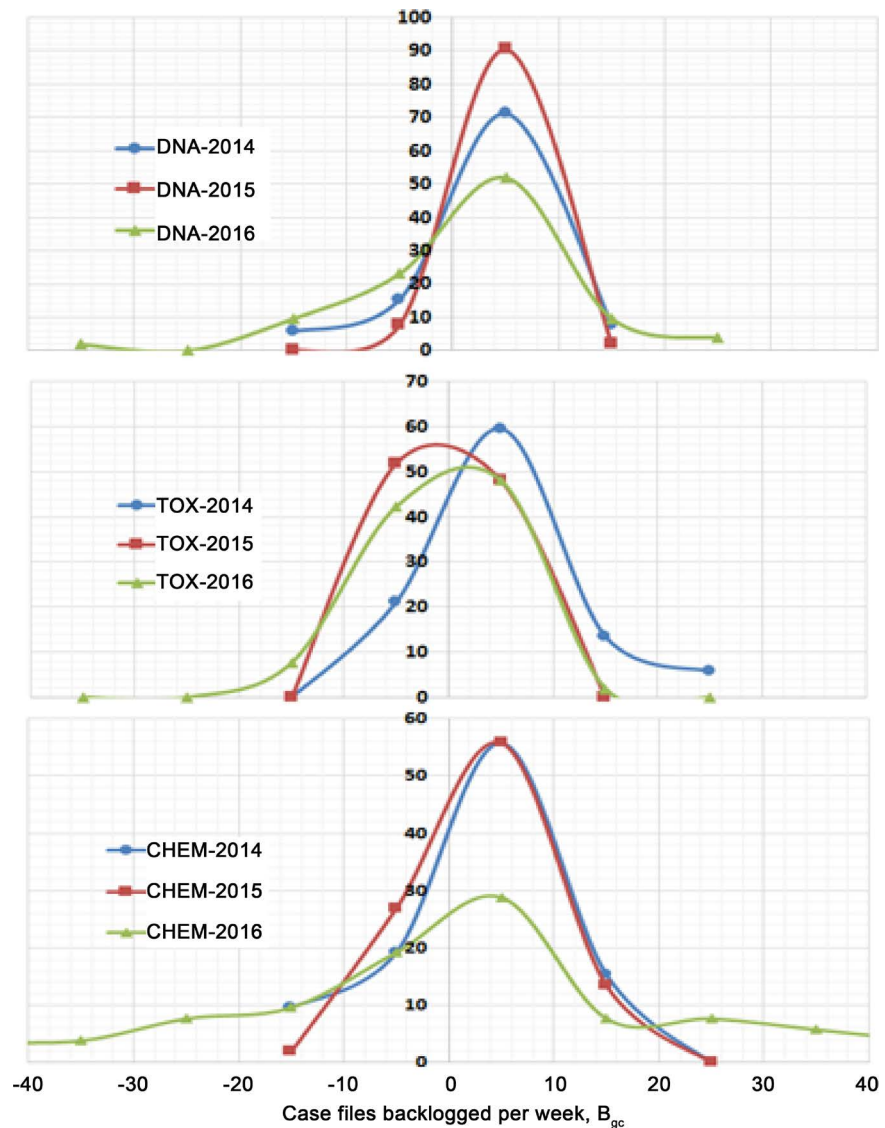 100
90
80
70
60
50
40
30
20
10
0
DNA-2014
DNA-2015
DNA-2016
70
60
50
40
30
20
10
0
TOX-2014
TOX-2015
TOX-2016
60
50
40
30
20
10
0
CHEM-2014
CHEM-2015
CHEM-2016
-40 -30 -20 -10 0 10 20 30 40
Case files backlogged per week, Bgc